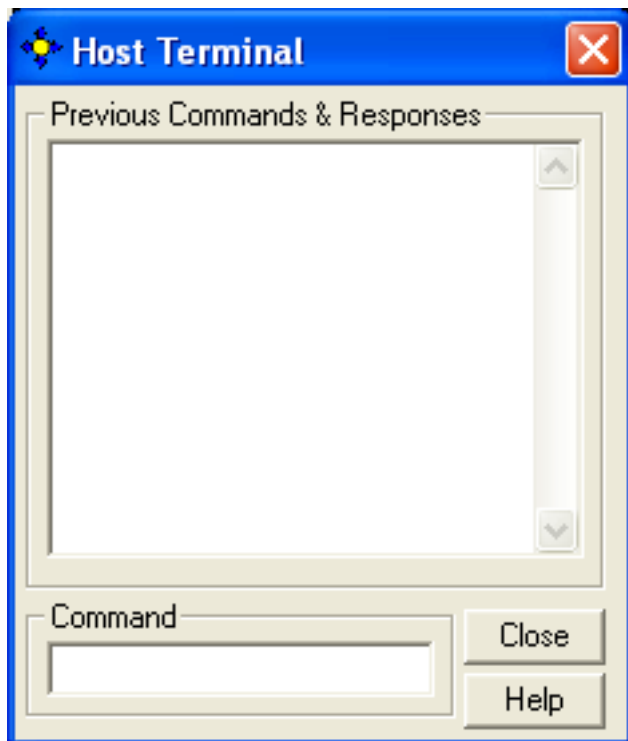 Host Terminal
Previous Commands & Responses
Command
Close
Help